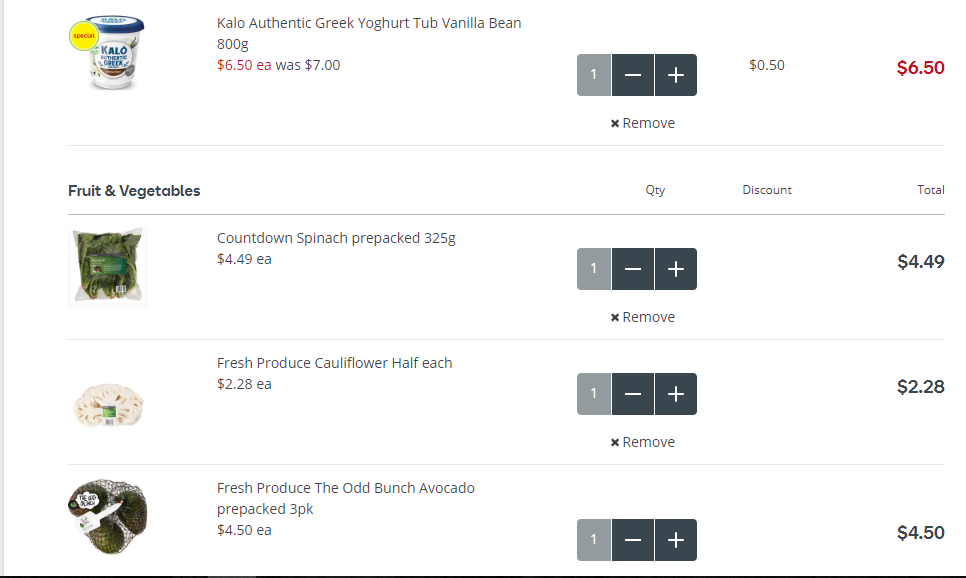 special
KALO
AUTHENTIC
GREEK
Kalo Authentic Greek Yoghurt Tub Vanilla Bean
800g
$6.50 ea was $7.00
1 − +
$0.50
$6.50
✖ Remove
Fruit & Vegetables
Qty
Discount
Total
Countdown Spinach prepacked 325g
$4.49 ea
1 − +
$4.49
✖ Remove
Fresh Produce Cauliflower Half each
$2.28 ea
1 − +
$2.28
✖ Remove
THE ODD
BUNCH
Fresh Produce The Odd Bunch Avocado
prepacked 3pk
$4.50 ea
1 − +
$4.50